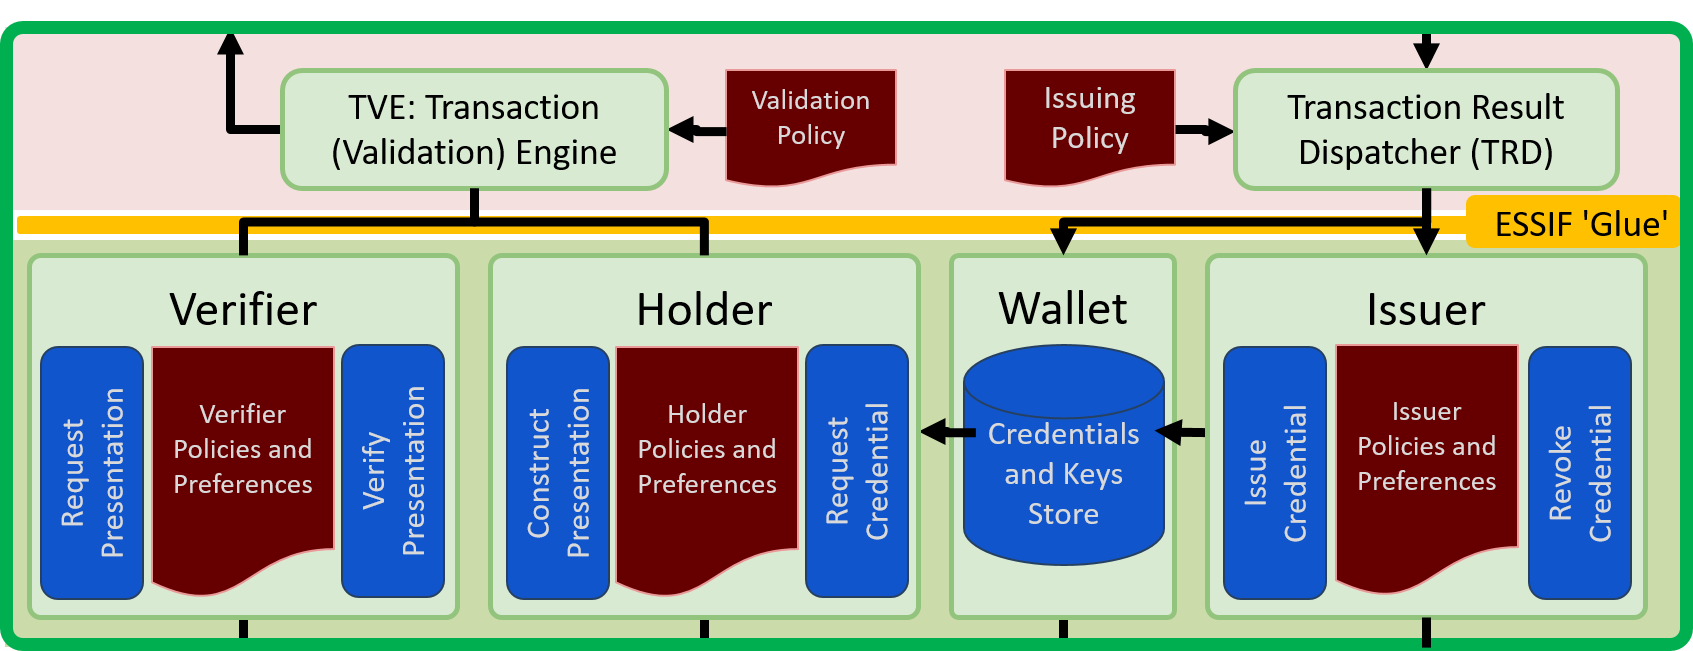 TVE: Transaction
(Validation) Engine
Validation
Policy
Issuing
Policy
Transaction Result
Dispatcher (TRD)
ESSIF 'Glue'
Verifier
Request
Presentation
Verifier
Policies and
Preferences
Verify
Presentation
Holder
Construct
Presentation
Holder
Policies and
Preferences
Request
Credential
Wallet
Credentials
and Keys
Store
Issuer
Issue
Credential
Issuer
Policies and
Preferences
Revoke
Credential